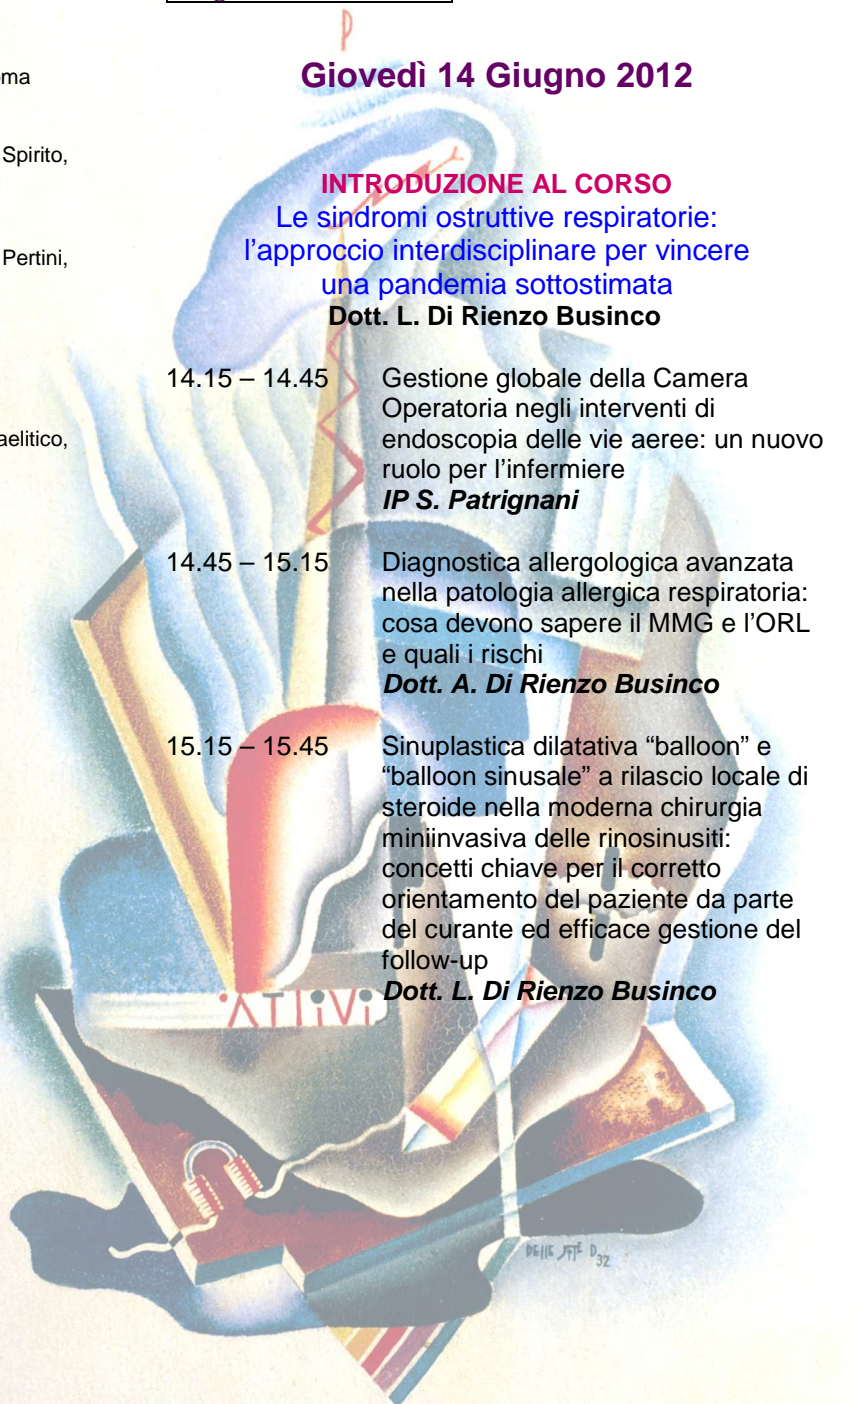 oma
Spirito,
Pertini,
aelitico,
P
Giovedì 14 Giugno 2012
INTRODUZIONE AL CORSO
Le sindromi ostruttive respiratorie:
l’approccio interdisciplinare per vincere
una pandemia sottostimata
Dott. L. Di Rienzo Businco
14.15 – 14.45 Gestione globale della Camera
Operatoria negli interventi di
endoscopia delle vie aeree: un nuovo
ruolo per l’infermiere
IP S. Patrignani
14.45 – 15.15 Diagnostica allergologica avanzata
nella patologia allergica respiratoria:
cosa devono sapere il MMG e l’ORL
e quali i rischi
Dott. A. Di Rienzo Businco
15.15 – 15.45 Sinuplastica dilatativa “balloon” e
“balloon sinusale” a rilascio locale di
steroide nella moderna chirurgia
miniinvasiva delle rinosinusiti:
concetti chiave per il corretto
orientamento del paziente da parte
del curante ed efficace gestione del
follow-up
Dott. L. Di Rienzo Businco
ATTIVI
DELLE SITE D 32